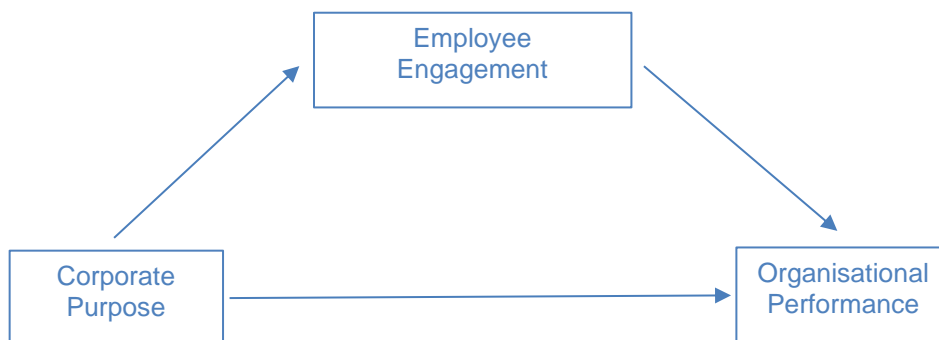 Employee
Engagement
Corporate
Purpose
Organisational
Performance